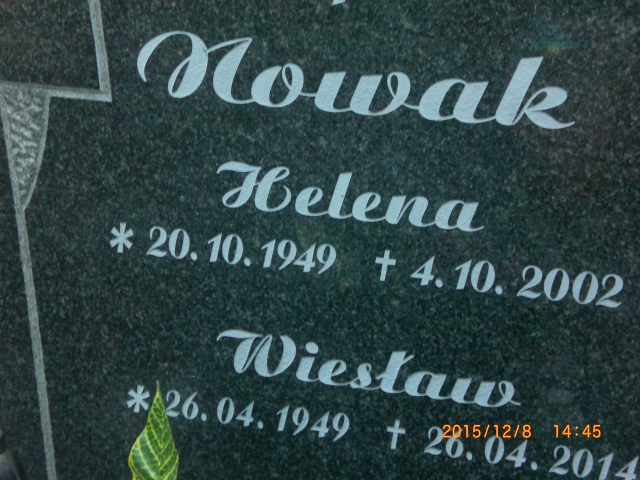 Nowak
Helena
* 20.10.1949 † 4.10.2002
Wiesław
* 26.04.1949 † 26.04.2014
2015/12/8 14:45